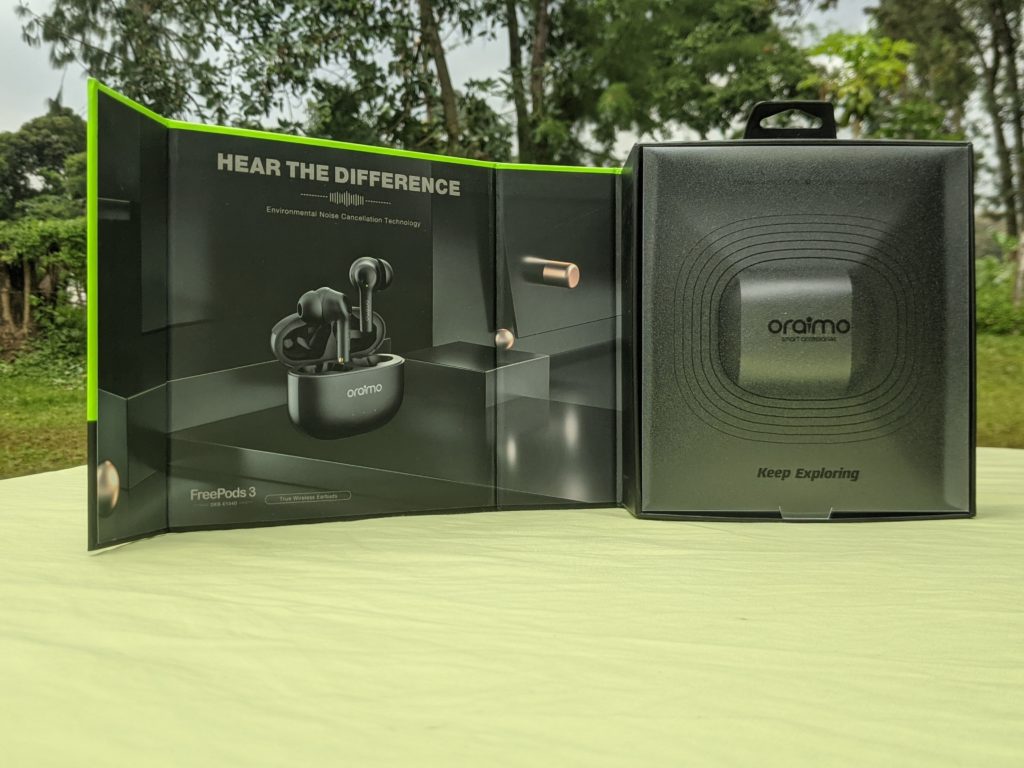 HEAR THE DIFFERENCE
Environmental Noise Cancellation Technology
oraimo
FreePods 3
True Wireless Earbuds
oraimo
smart accessories
Keep Exploring